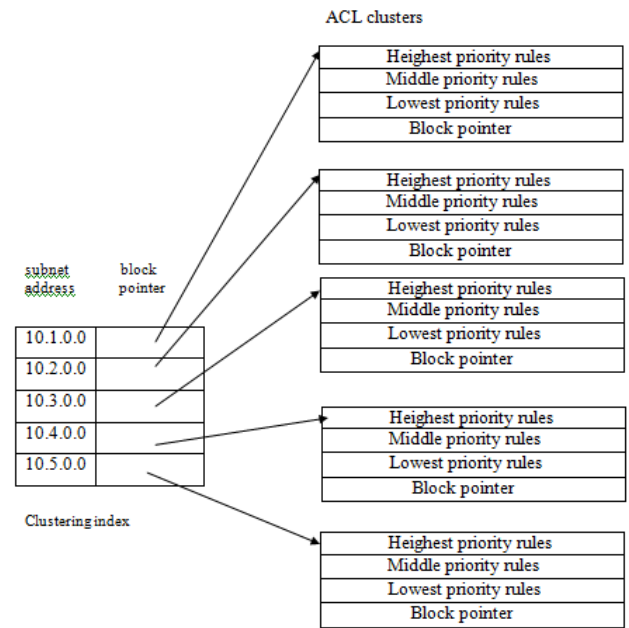 ACL clusters
Heighest priority rules
Middle priority rules
Lowest priority rules
Block pointer
Heighest priority rules
Middle priority rules
Lowest priority rules
Block pointer
Heighest priority rules
Middle priority rules
Lowest priority rules
Block pointer
Heighest priority rules
Middle priority rules
Lowest priority rules
Block pointer
Heighest priority rules
Middle priority rules
Lowest priority rules
Block pointer
subnet address
block pointer
10.1.0.0
10.2.0.0
10.3.0.0
10.4.0.0
10.5.0.0
Clustering index